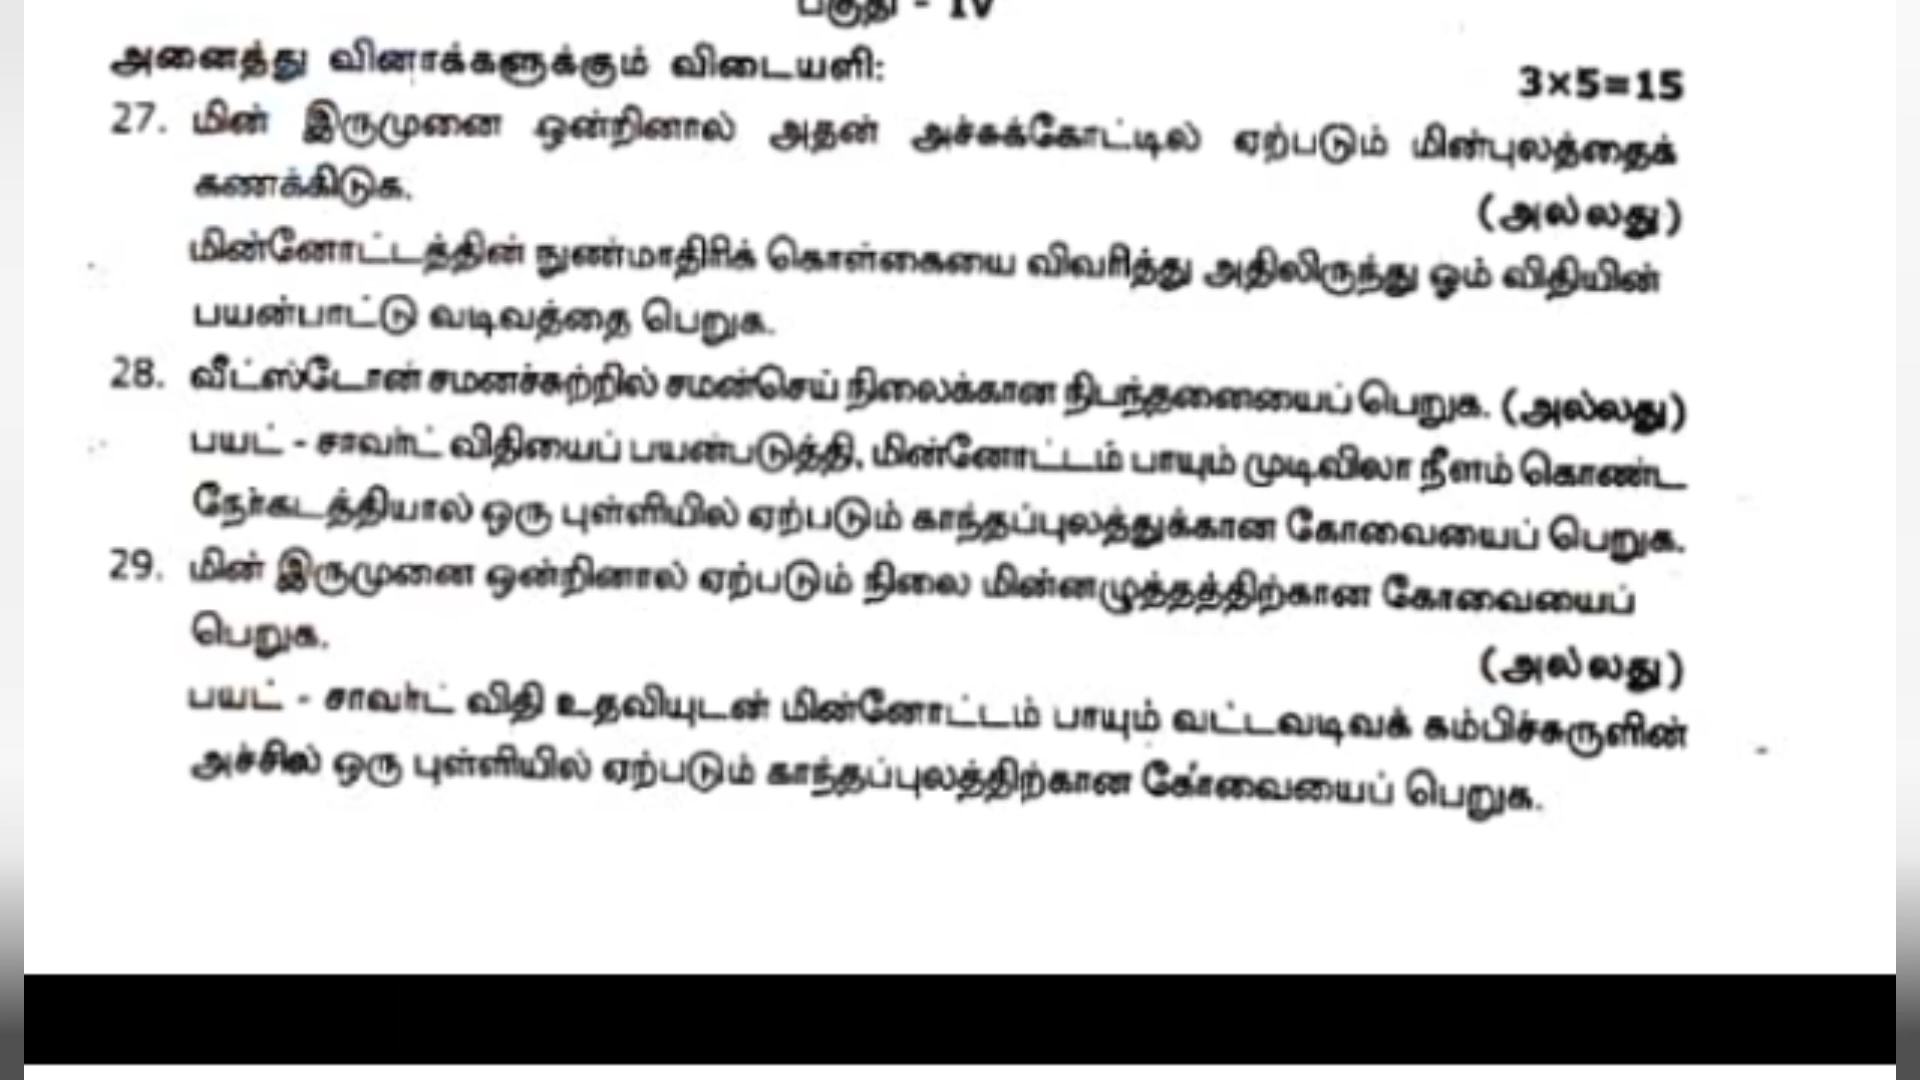 பகுதி - IV
அனைத்து வினாக்களுக்கும் விடையளி:
3×5=15
27. மின் இருமுனை ஒன்றினால் அதன் அச்சுக்கோட்டில் ஏற்படும் மின்புலத்தைக்
கணக்கிடுக.
(அல்லது)
மின்னோட்டத்தின் நுண்மாதிரிக் கொள்கையை விவரித்து அதிலிருந்து ஓம் விதியின்
பயன்பாட்டு வடிவத்தை பெறுக.
28. வீட்ஸ்டோன் சமனச்சுற்றில் சமன்செய் நிலைக்கான நிபந்தனையைப் பெறுக. (அல்லது)
பயட் - சாவர்ட் விதியைப் பயன்படுத்தி, மின்னோட்டம் பாயும் முடிவிலா நீளம் கொண்ட
நேர்கடத்தியால் ஒரு புள்ளியில் ஏற்படும் காந்தப்புலத்துக்கான கோவையைப் பெறுக.
29. மின் இருமுனை ஒன்றினால் ஏற்படும் நிலை மின்னழுத்தத்திற்கான கோவையைப்
பெறுக.
(அல்லது)
பயட் - சாவர்ட் விதி உதவியுடன் மின்னோட்டம் பாயும் வட்டவடிவக் கம்பிச்சுருளின்
அச்சில் ஒரு புள்ளியில் ஏற்படும் காந்தப்புலத்திற்கான கோவையைப் பெறுக.